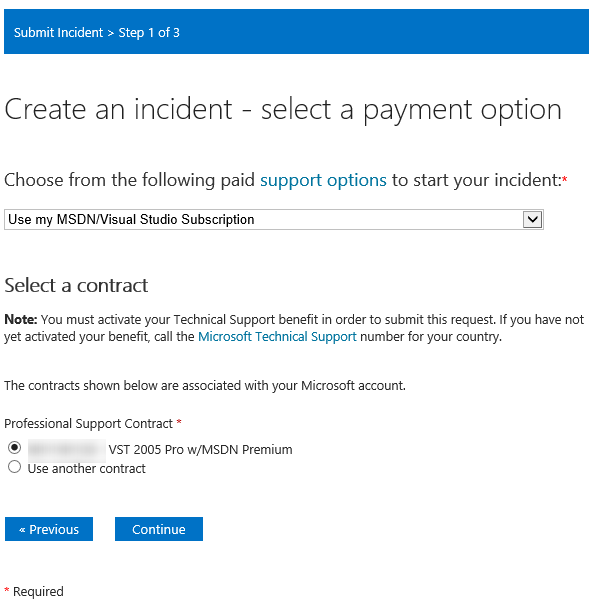 Submit Incident > Step 1 of 3
Create an incident - select a payment option
Choose from the following paid support options to start your incident:*
Use my MSDN/Visual Studio Subscription
Select a contract
Note: You must activate your Technical Support benefit in order to submit this request. If you have not
yet activated your benefit, call the Microsoft Technical Support number for your country.
The contracts shown below are associated with your Microsoft account.
Professional Support Contract *
VST 2005 Pro w/MSDN Premium
Use another contract
« Previous
Continue
* Required